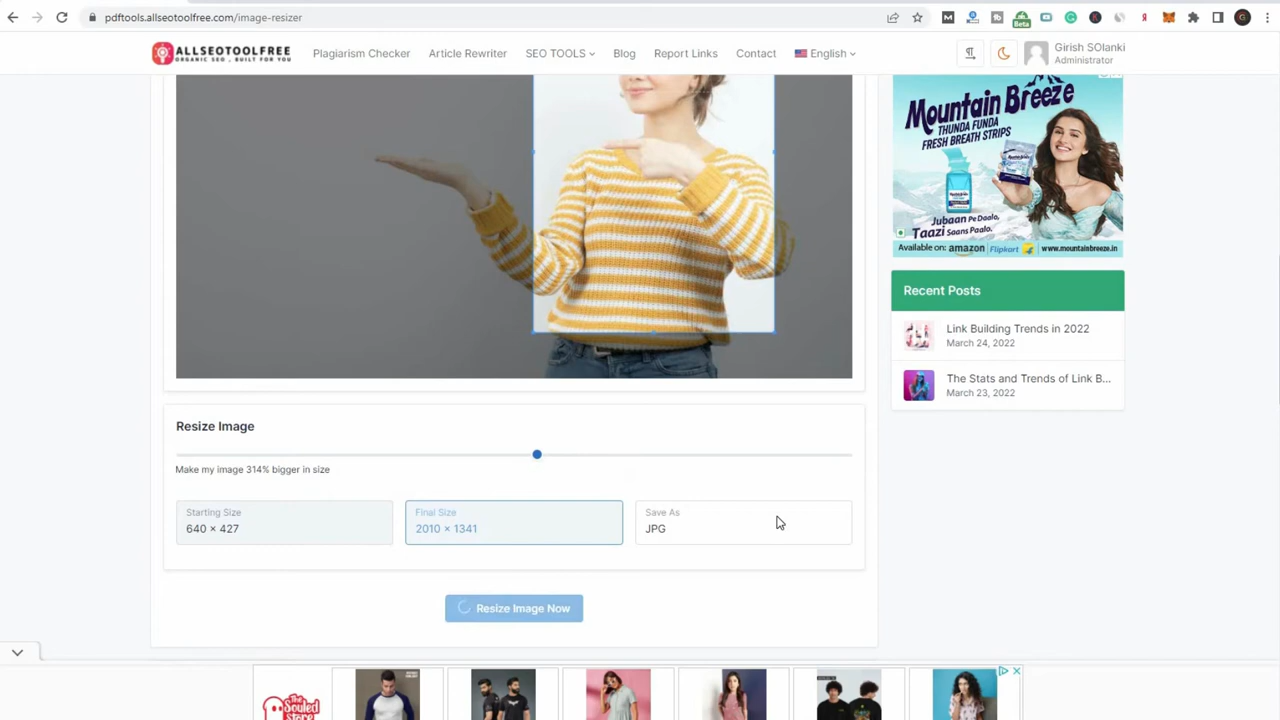 pdftools.allseotoolfree.com/image-resizer
Beta
G
ALLSEOTOOLFREE
ORGANIC SEO , BUILT FOR YOU
Plagiarism Checker
Article Rewriter
SEO TOOLS
Blog
Report Links
Contact
English
Girish SOlanki
Administrator
Mountain Breeze
THUNDA FUNDA
FRESH BREATH STRIPS
Jubaan Pe Daalo,
Taazi Saans Paalo.
Available on: amazon Flipkart www.mountainbreeze.in
Recent Posts
Link Building Trends in 2022
March 24, 2022
The Stats and Trends of Link B...
March 23, 2022
Resize Image
Make my image 314% bigger in size
Starting Size
640 × 427
Final Size
2010 × 1341
Save As
JPG
Resize Image Now
The
Souled
Store